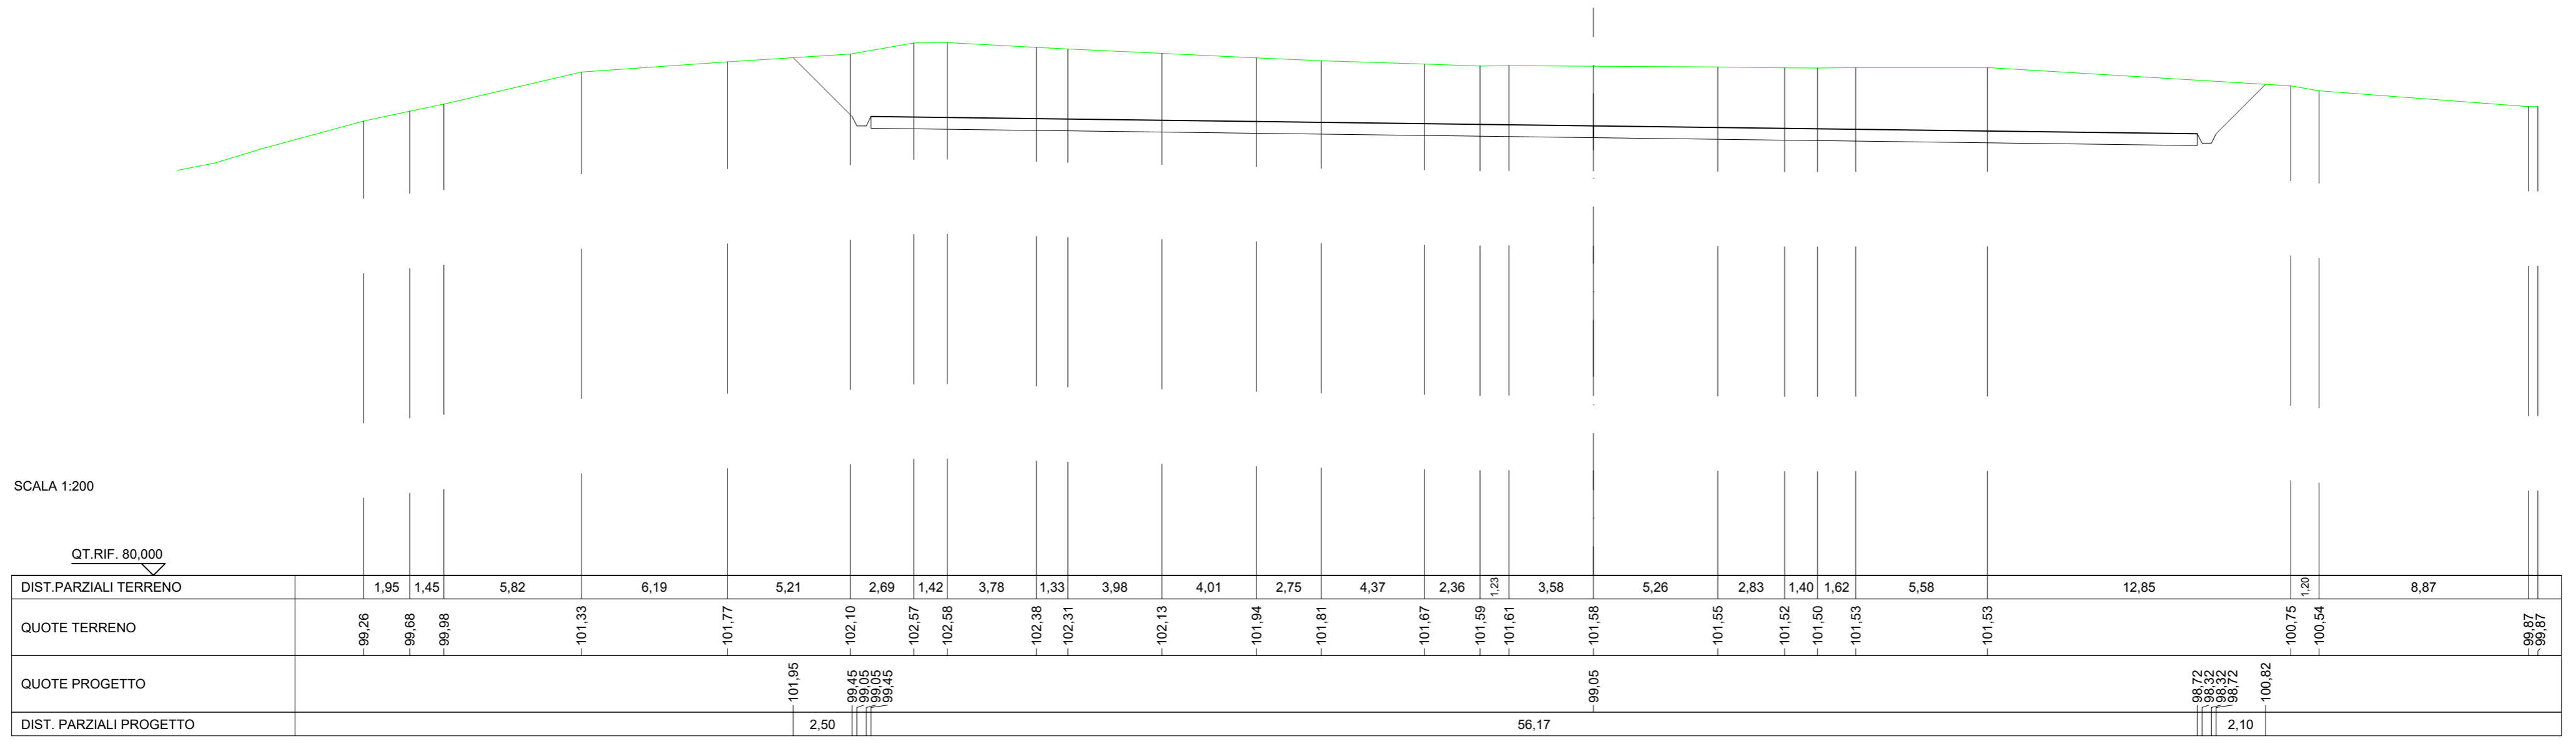 SCALA 1:200
QT.RIF. 80,000
DIST.PARZIALI TERRENO 1,95 1,45 5,82 6,19 5,21 2,69 1,42 3,78 1,33 3,98 4,01 2,75 4,37 2,36 1,23 3,58 5,26 2,83 1,40 1,62 5,58 12,85 1,20 8,87
QUOTE TERRENO 99,26 99,68 99,98 101,33 101,77 102,10 102,57 102,58 102,38 102,31 102,13 101,94 101,81 101,67 101,59 101,61 101,58 101,55 101,52 101,50 101,53 101,53 100,75 100,54 99,87 99,87
QUOTE PROGETTO 101,95 99,45 99,05 99,05 99,45 99,05 98,72 98,32 98,32 98,72 100,82
DIST. PARZIALI PROGETTO 2,50 56,17 2,10